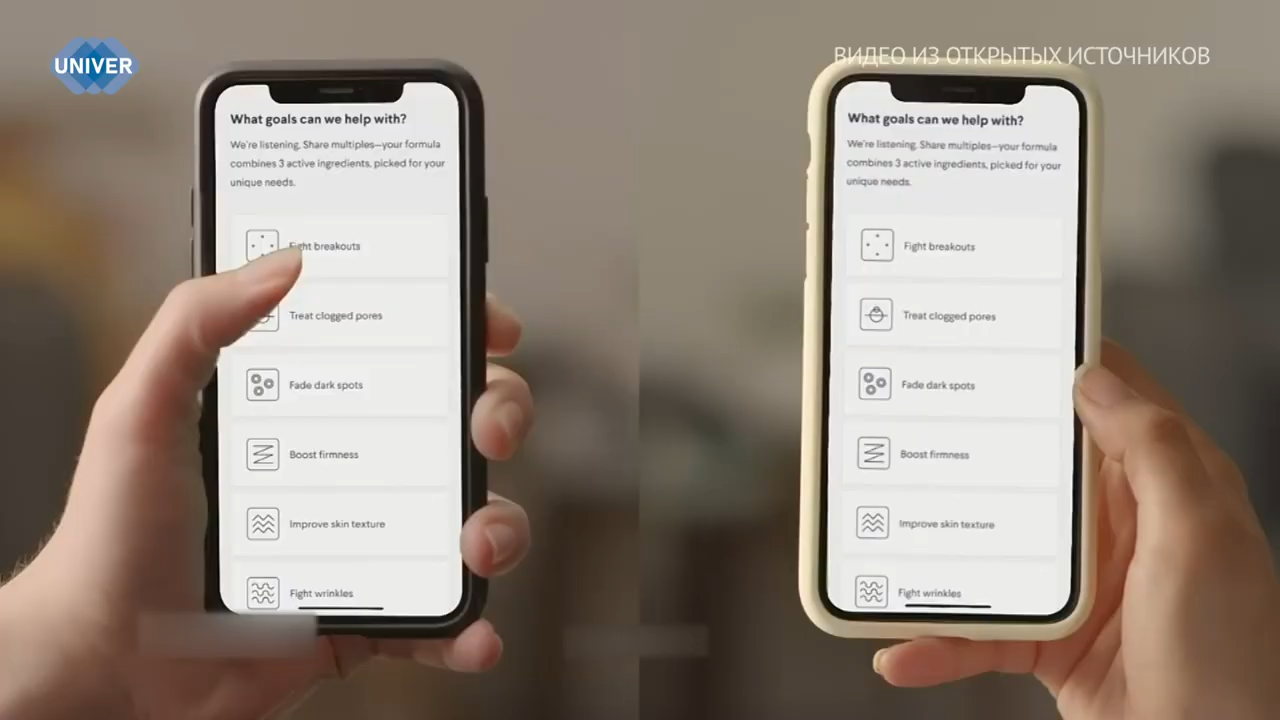 UNIVER
ВИДЕО ИЗ ОТКРЫТЫХ ИСТОЧНИКОВ
What goals can we help with?
We're listening. Share multiples—your formula
combines 3 active ingredients, picked for your
unique needs.
Fight breakouts
Treat clogged pores
Fade dark spots
Boost firmness
Improve skin texture
Fight wrinkles
What goals can we help with?
We're listening. Share multiples—your formula
combines 3 active ingredients, picked for your
unique needs.
Fight breakouts
Treat clogged pores
Fade dark spots
Boost firmness
Improve skin texture
Fight wrinkles